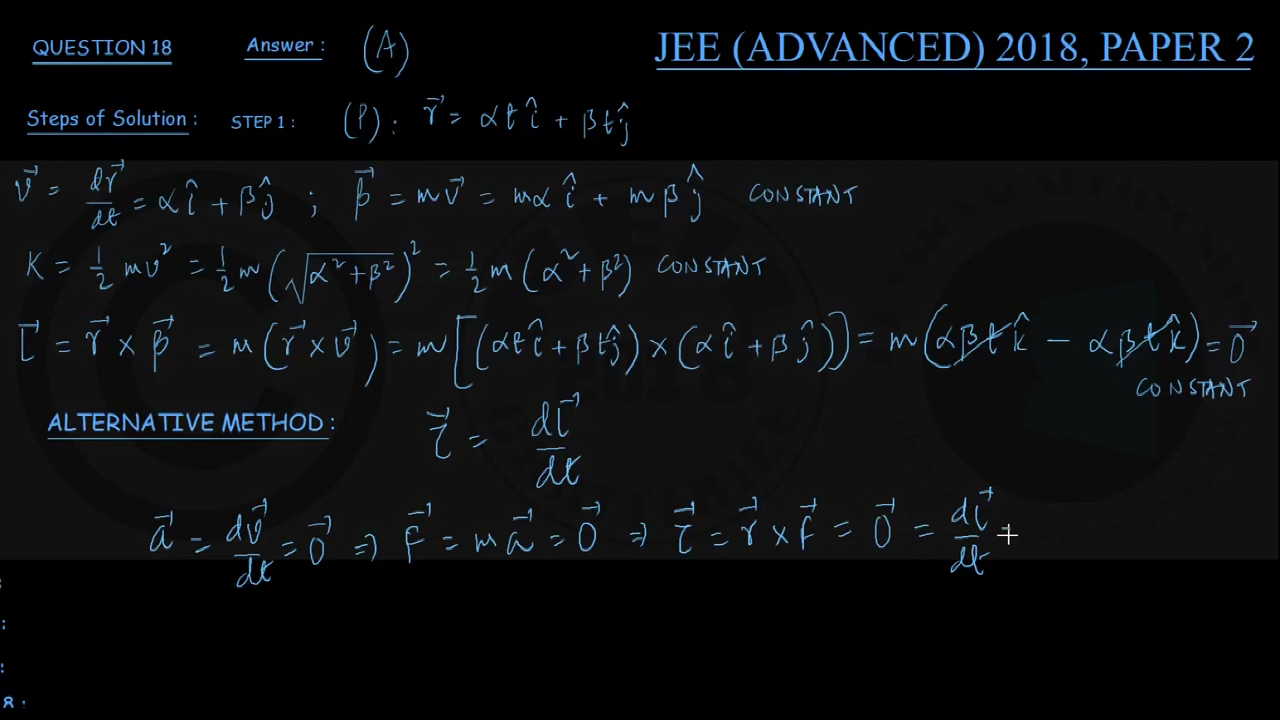 QUESTION 18 Answer : (A) JEE (ADVANCED) 2018, PAPER 2
Steps of Solution : STEP 1 : (P) : r⃗ = αt î + βt ĵ
v⃗ = dr⃗/dt = α î + β ĵ ; p⃗ = m v⃗ = mα î + mβ ĵ CONSTANT
K = 1/2 mv² = 1/2 m (√(α² + β²))² = 1/2 m (α² + β²) CONSTANT
L⃗ = r⃗ × p⃗ = m (r⃗ × v⃗) = m [(αt î + βt ĵ) × (α î + β ĵ)] = m (αβt k̂ − αβt k̂) = 0⃗
CONSTANT
ALTERNATIVE METHOD : τ⃗ = dL⃗/dt
a⃗ = dv⃗/dt = 0⃗ ⇒ F⃗ = m a⃗ = 0⃗ ⇒ τ⃗ = r⃗ × F⃗ = 0⃗ = dL⃗/dt
:
:
8 :